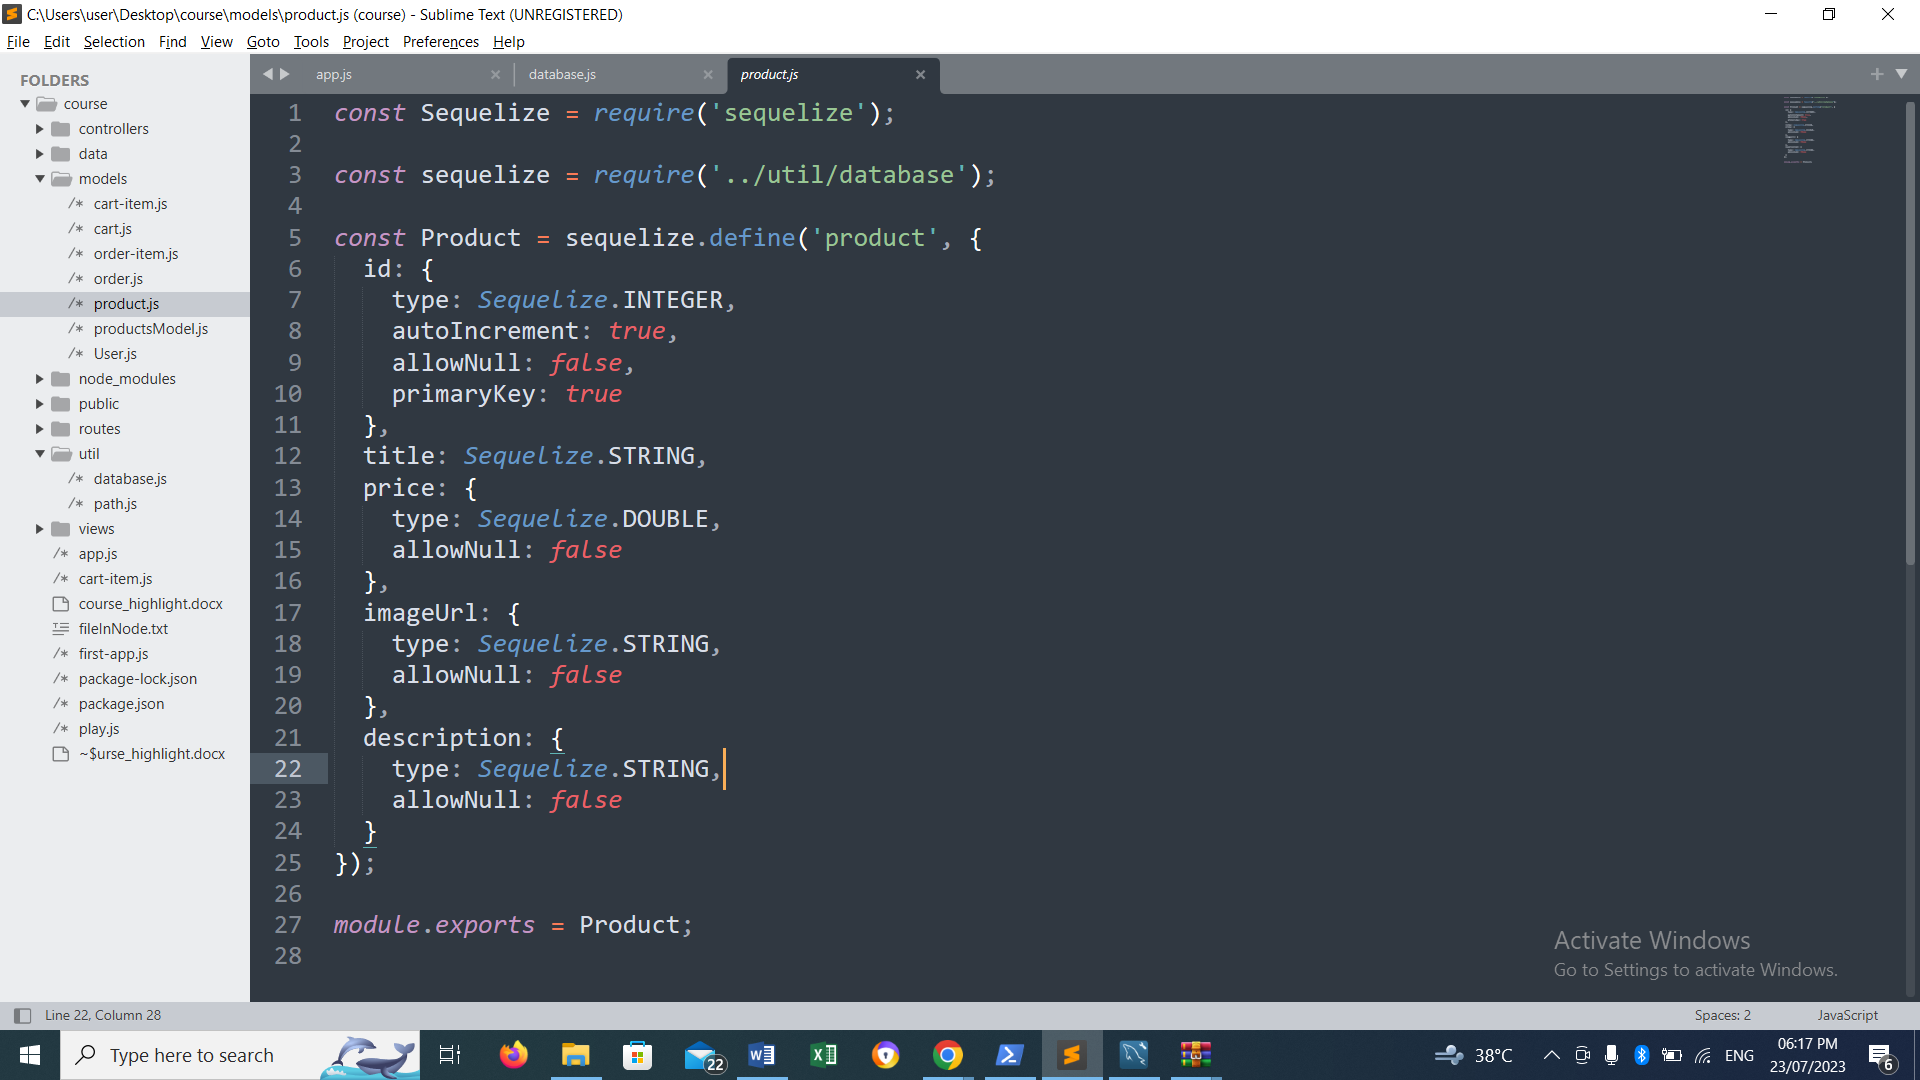 C:\Users\user\Desktop\course\models\product.js (course) - Sublime Text (UNREGISTERED)
File Edit Selection Find View Goto Tools Project Preferences Help
FOLDERS
course
controllers
data
models
cart-item.js
cart.js
order-item.js
order.js
product.js
productsModel.js
User.js
node_modules
public
routes
util
database.js
path.js
views
app.js
cart-item.js
course_highlight.docx
fileInNode.txt
first-app.js
package-lock.json
package.json
play.js
~$urse_highlight.docx
app.js database.js product.js
1 const Sequelize = require('sequelize');
2
3 const sequelize = require('../util/database');
4
5 const Product = sequelize.define('product', {
6 id: {
7 type: Sequelize.INTEGER,
8 autoIncrement: true,
9 allowNull: false,
10 primaryKey: true
11 },
12 title: Sequelize.STRING,
13 price: {
14 type: Sequelize.DOUBLE,
15 allowNull: false
16 },
17 imageUrl: {
18 type: Sequelize.STRING,
19 allowNull: false
20 },
21 description: {
22 type: Sequelize.STRING,
23 allowNull: false
24 }
25 });
26
27 module.exports = Product;
28
Activate Windows
Go to Settings to activate Windows.
Line 22, Column 28 Spaces: 2 JavaScript
Type here to search 22 38°C ENG 06:17 PM
23/07/2023 6